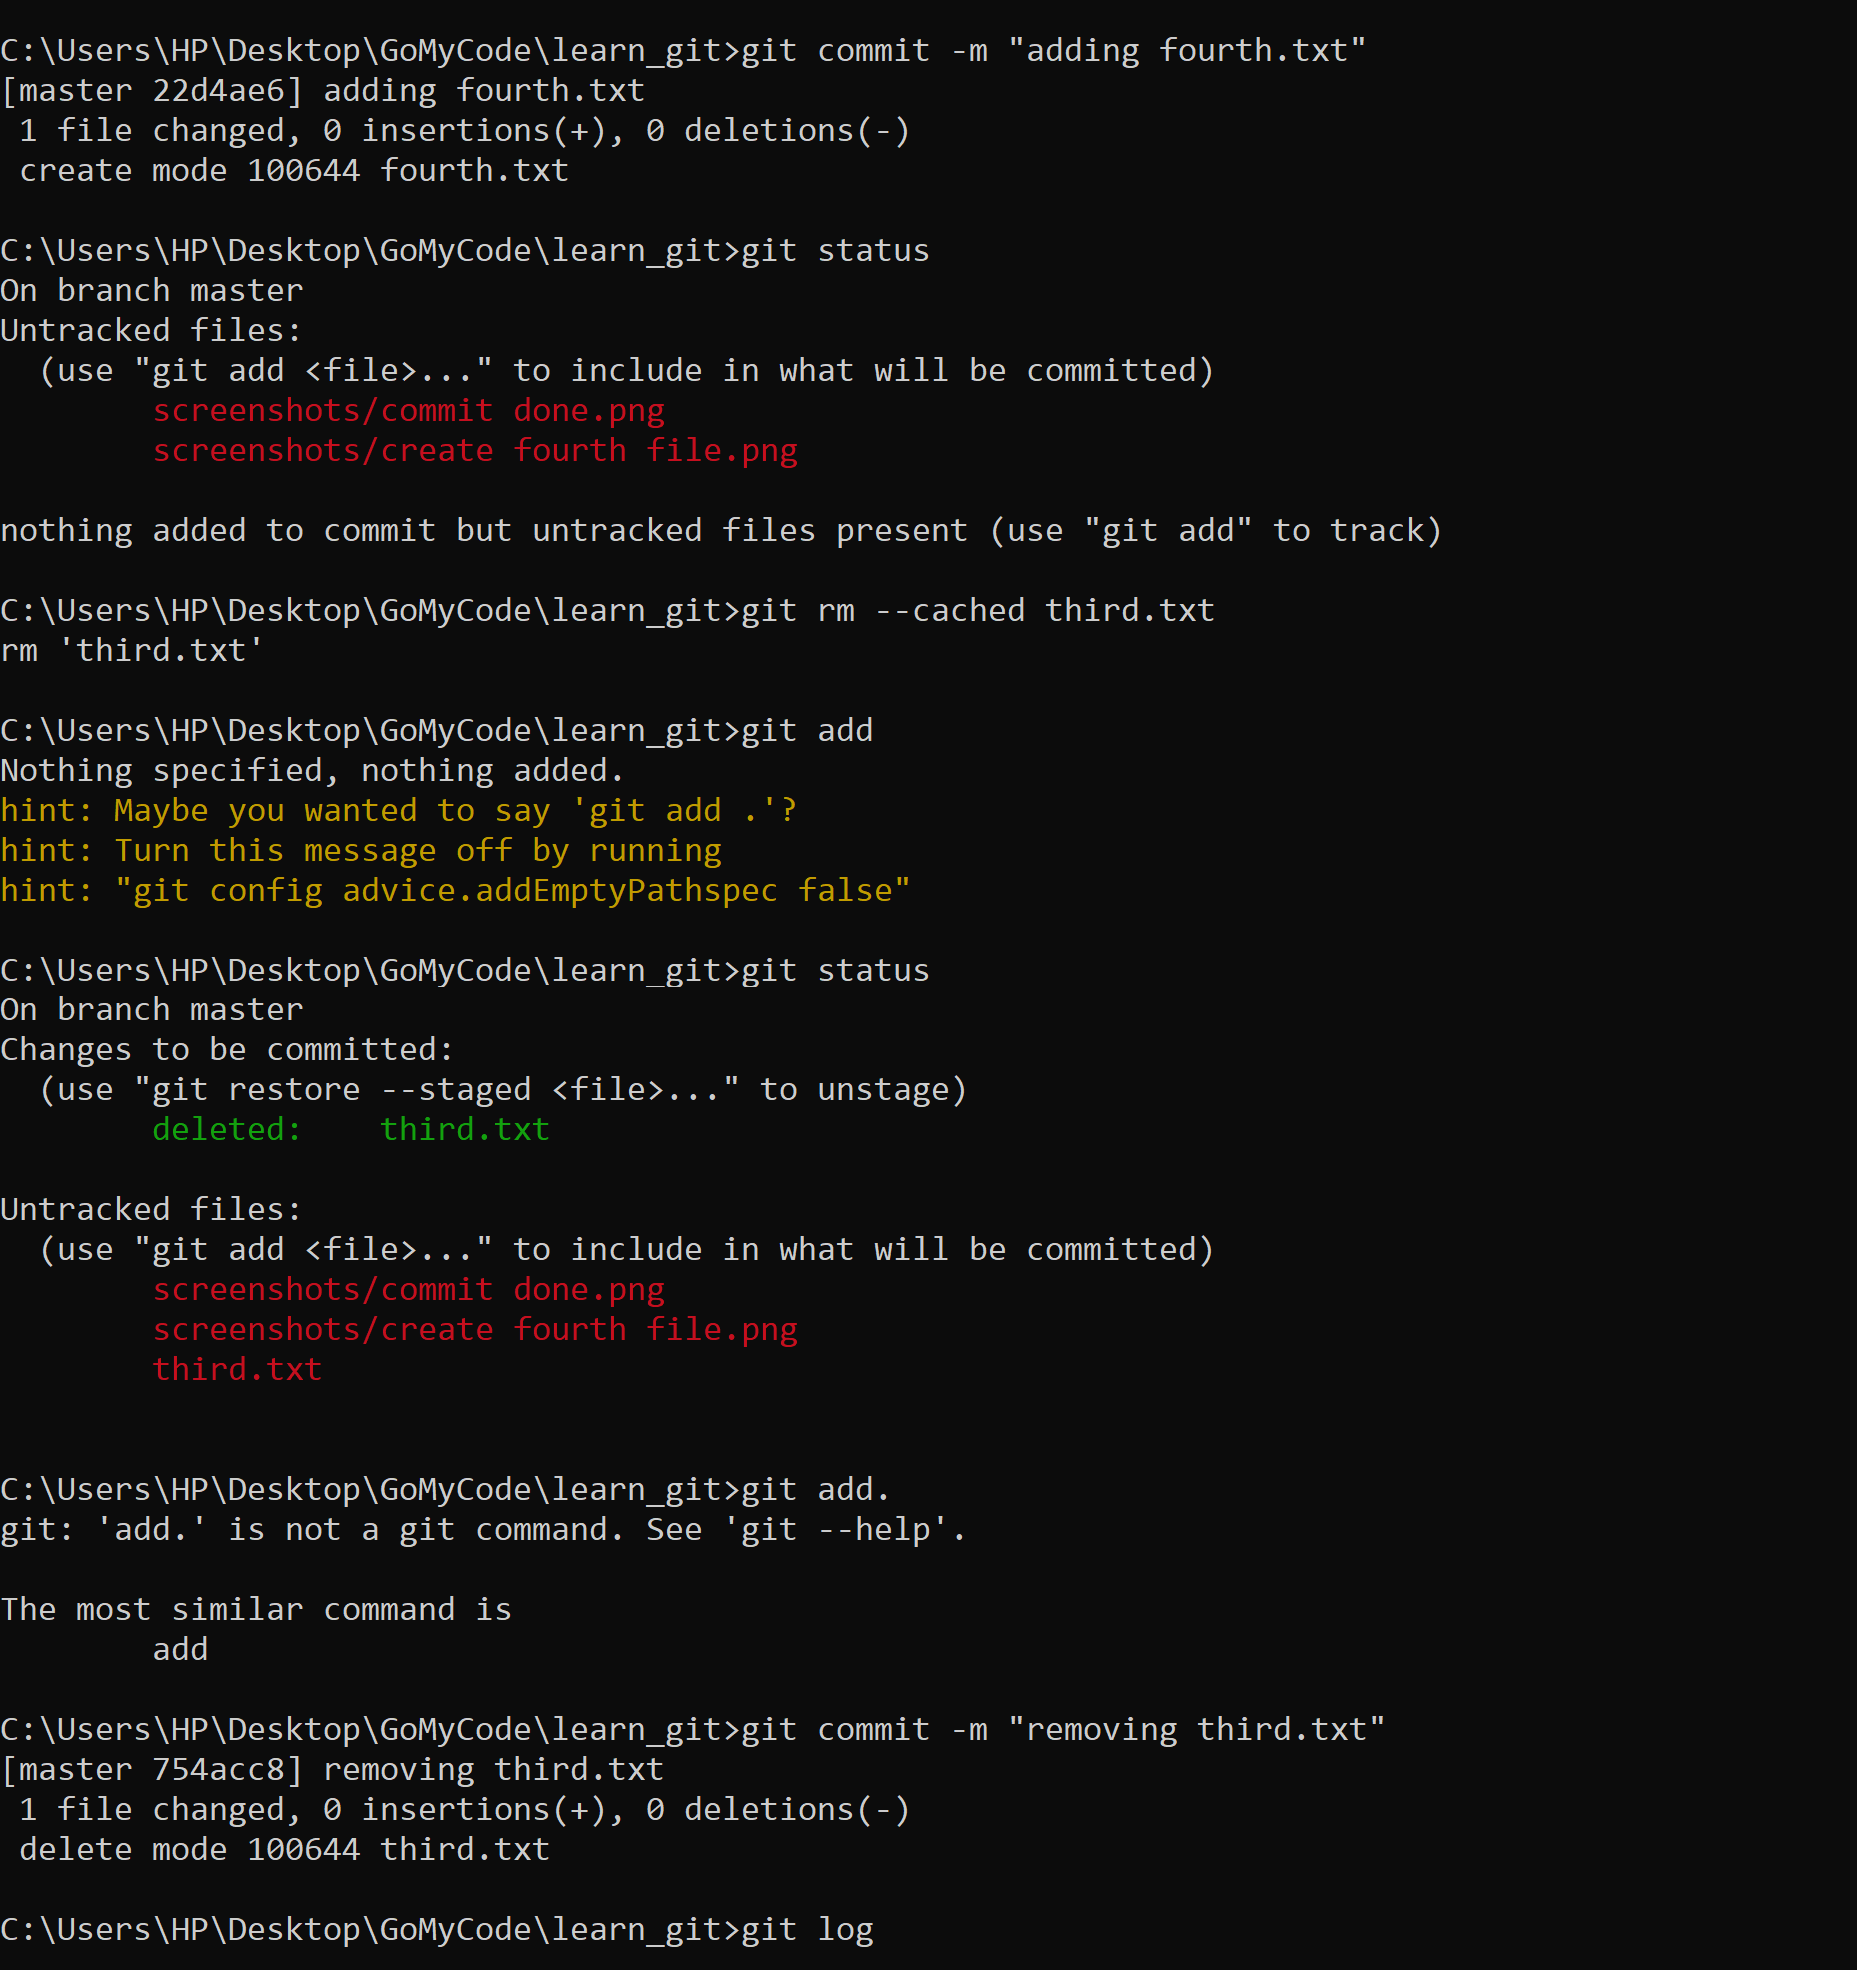 C:\Users\HP\Desktop\GoMyCode\learn_git>git commit -m "adding fourth.txt"
[master 22d4ae6] adding fourth.txt
 1 file changed, 0 insertions(+), 0 deletions(-)
 create mode 100644 fourth.txt

C:\Users\HP\Desktop\GoMyCode\learn_git>git status
On branch master
Untracked files:
  (use "git add <file>..." to include in what will be committed)
        screenshots/commit done.png
        screenshots/create fourth file.png

nothing added to commit but untracked files present (use "git add" to track)

C:\Users\HP\Desktop\GoMyCode\learn_git>git rm --cached third.txt
rm 'third.txt'

C:\Users\HP\Desktop\GoMyCode\learn_git>git add
Nothing specified, nothing added.
hint: Maybe you wanted to say 'git add .'?
hint: Turn this message off by running
hint: "git config advice.addEmptyPathspec false"

C:\Users\HP\Desktop\GoMyCode\learn_git>git status
On branch master
Changes to be committed:
  (use "git restore --staged <file>..." to unstage)
        deleted:    third.txt

Untracked files:
  (use "git add <file>..." to include in what will be committed)
        screenshots/commit done.png
        screenshots/create fourth file.png
        third.txt


C:\Users\HP\Desktop\GoMyCode\learn_git>git add.
git: 'add.' is not a git command. See 'git --help'.

The most similar command is
        add

C:\Users\HP\Desktop\GoMyCode\learn_git>git commit -m "removing third.txt"
[master 754acc8] removing third.txt
 1 file changed, 0 insertions(+), 0 deletions(-)
 delete mode 100644 third.txt

C:\Users\HP\Desktop\GoMyCode\learn_git>git log